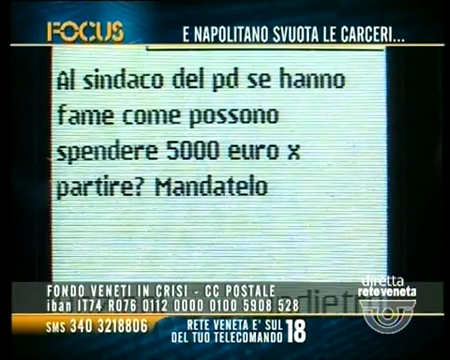 FOCUS
E NAPOLITANO SVUOTA LE CARCERI...
Al sindaco del pd se hanno
fame come possono
spendere 5000 euro x
partire? Mandatelo
dietro
diretta
reteveneta
FONDO VENETI IN CRISI - CC POSTALE
iban IT74 R076 0112 0000 0100 5908 528
SMS 340 3218806
RETE VENETA E' SUL
DEL TUO TELECOMANDO 18